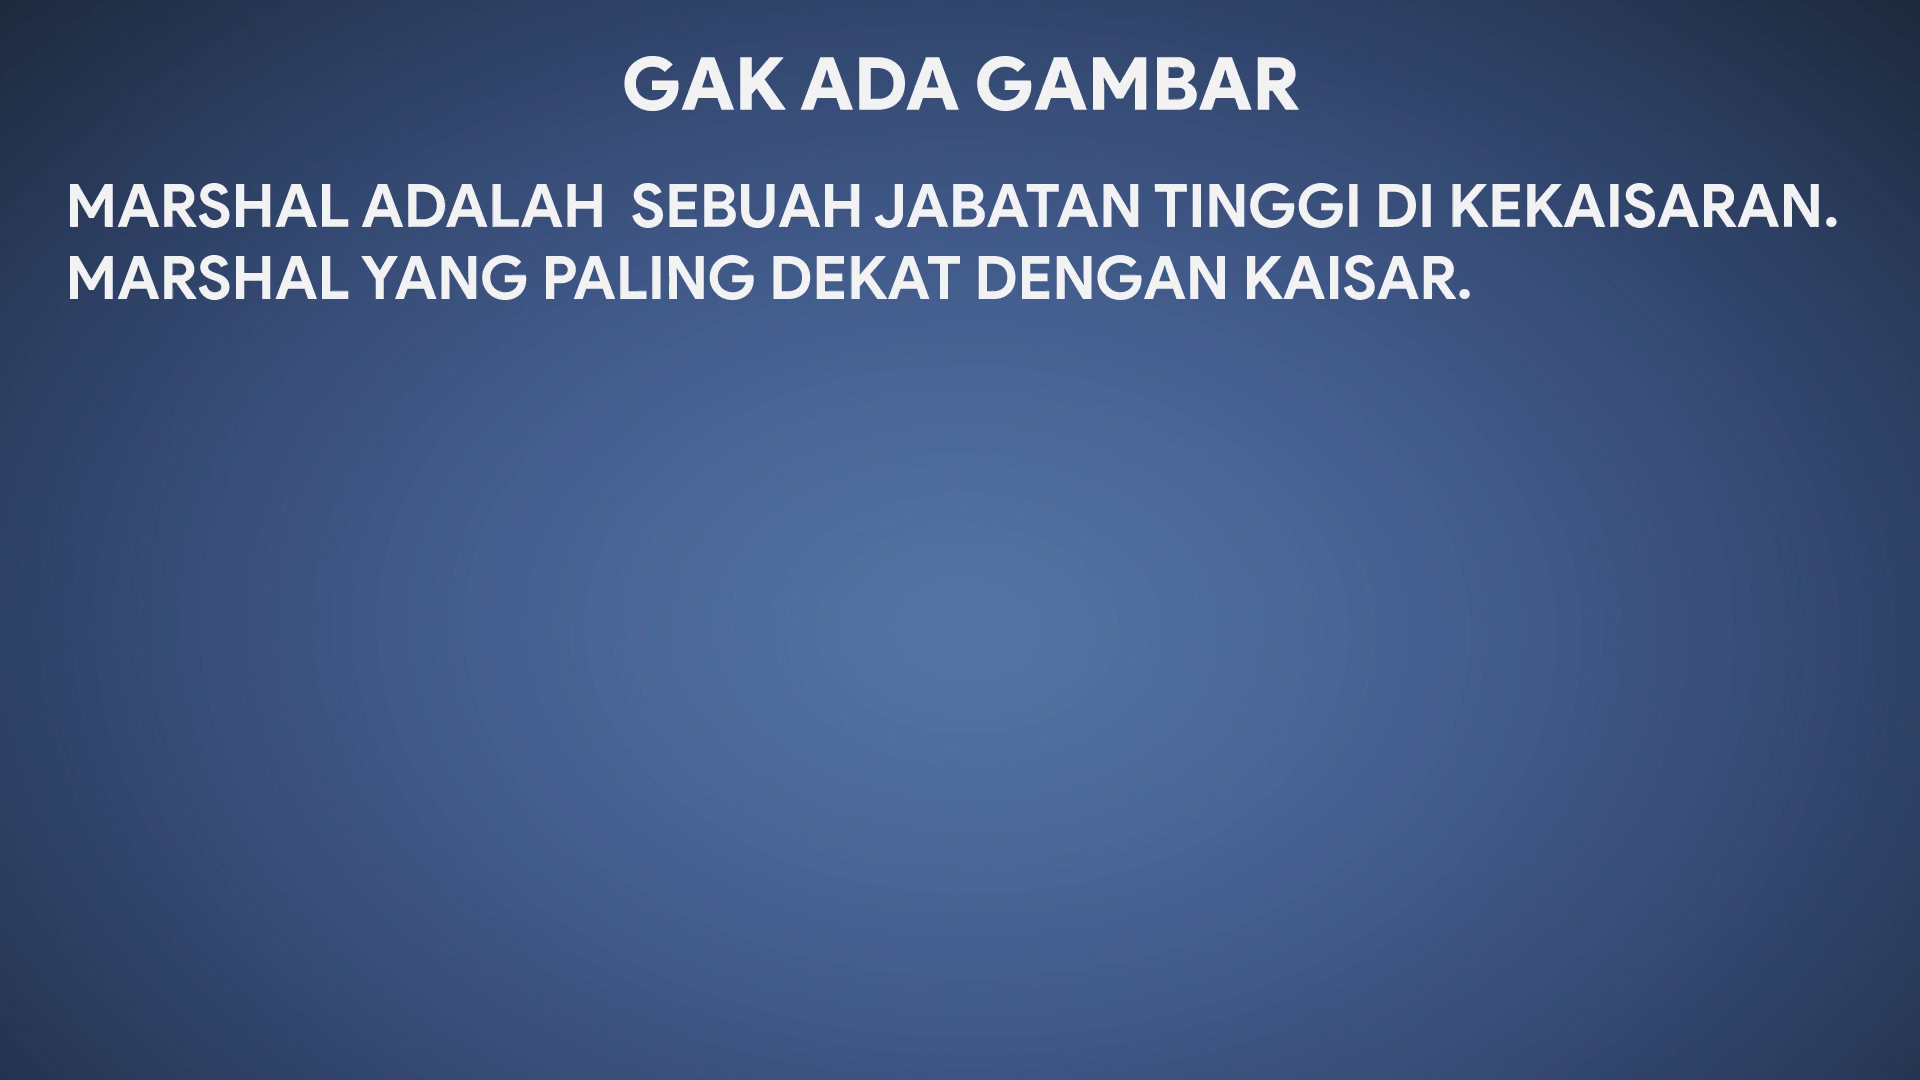 GAK ADA GAMBAR
MARSHAL ADALAH  SEBUAH JABATAN TINGGI DI KEKAISARAN.
MARSHAL YANG PALING DEKAT DENGAN KAISAR.